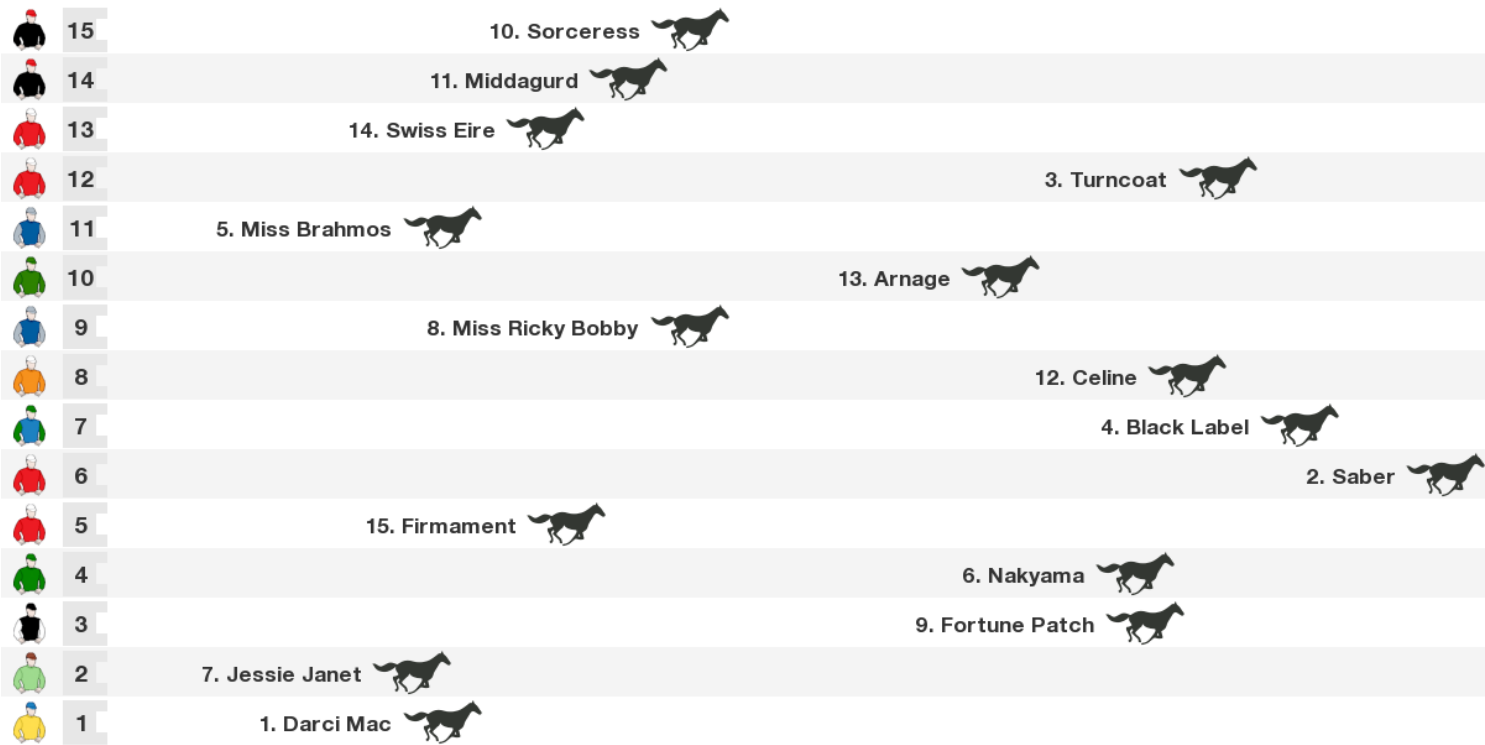 15 10. Sorceress
14 11. Middagurd
13 14. Swiss Eire
12 3. Turncoat
11 5. Miss Brahmos
10 13. Arnage
9 8. Miss Ricky Bobby
8 12. Celine
7 4. Black Label
6 2. Saber
5 15. Firmament
4 6. Nakyama
3 9. Fortune Patch
2 7. Jessie Janet
1 1. Darci Mac